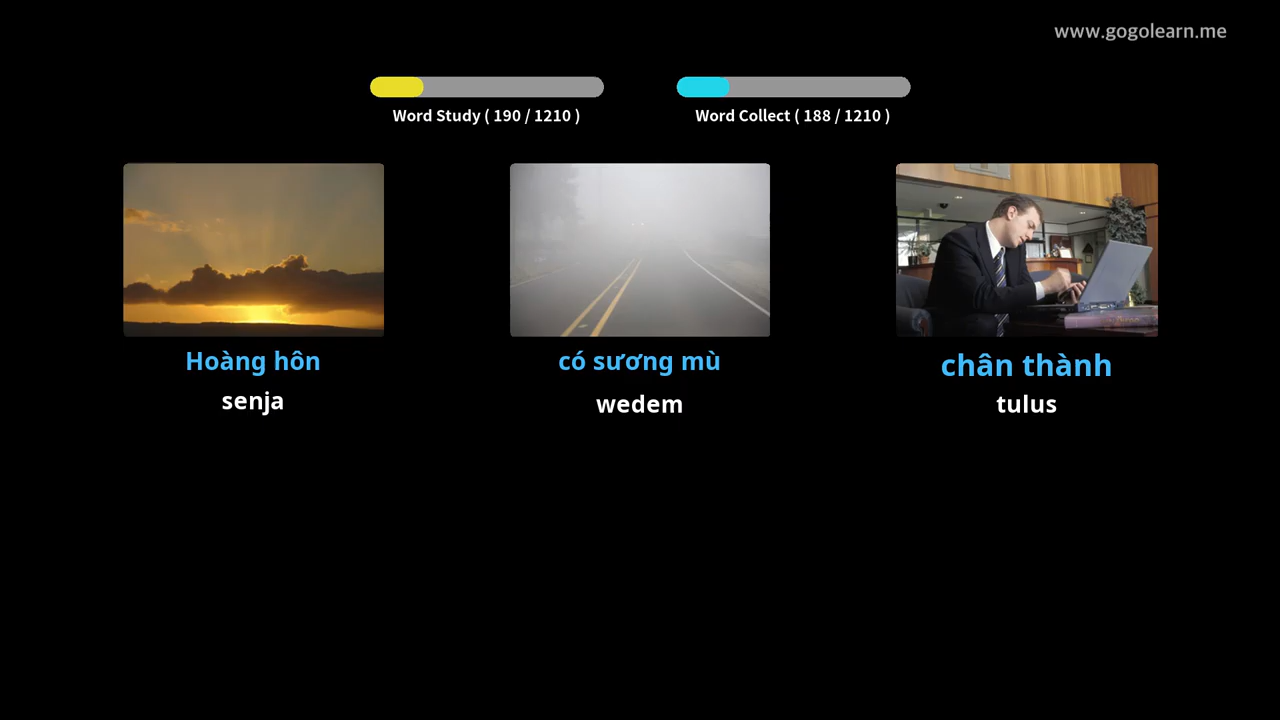 www.gogolearn.me
Word Study ( 190 / 1210 )
Word Collect ( 188 / 1210 )
Hoàng hôn
senja
có sương mù
wedem
chân thành
tulus